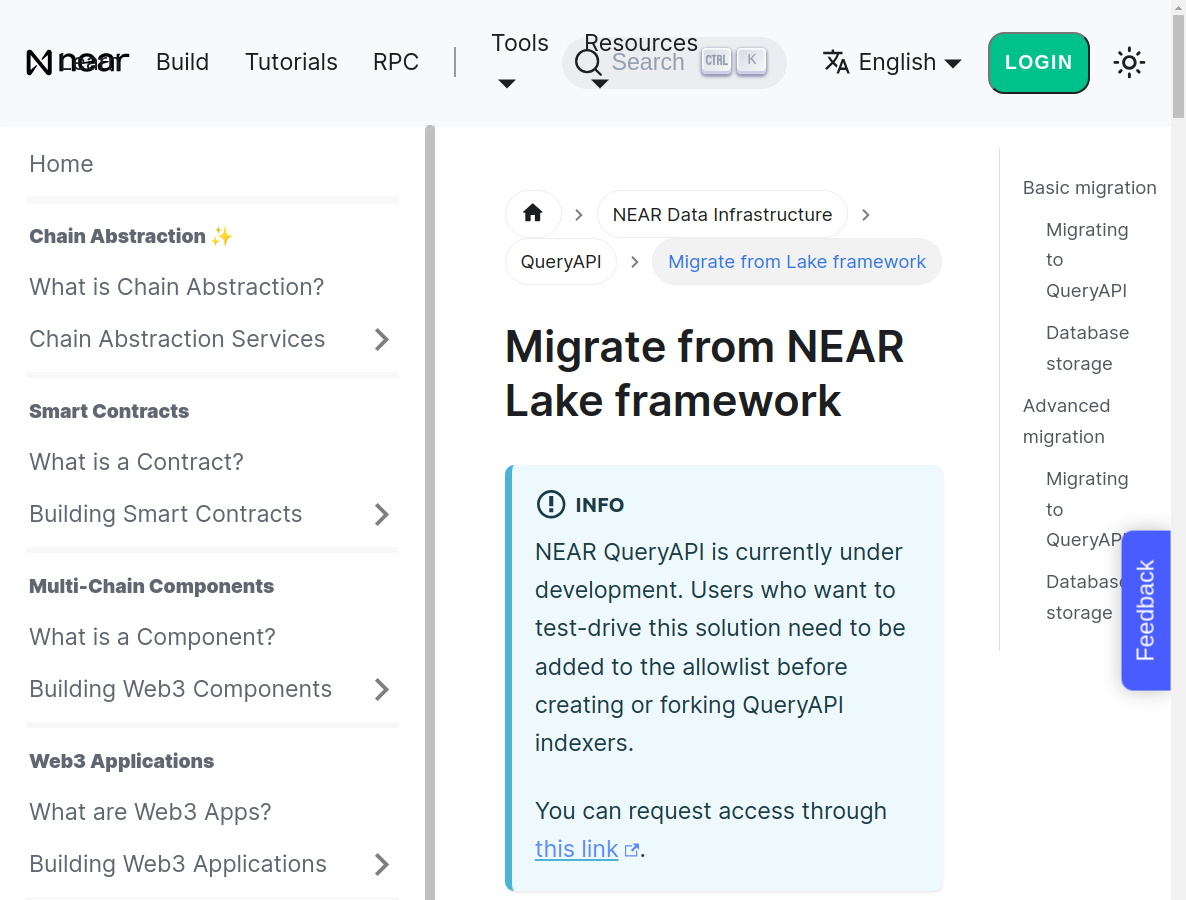 near
Learn
Build
Tutorials
RPC
Tools
Resources
Search
CTRL
K
English
LOGIN
Home
Chain Abstraction ✨
What is Chain Abstraction?
Chain Abstraction Services
Smart Contracts
What is a Contract?
Building Smart Contracts
Multi-Chain Components
What is a Component?
Building Web3 Components
Web3 Applications
What are Web3 Apps?
Building Web3 Applications
NEAR Data Infrastructure
QueryAPI
Migrate from Lake framework
Migrate from NEAR
Lake framework
INFO
NEAR QueryAPI is currently under
development. Users who want to
test-drive this solution need to be
added to the allowlist before
creating or forking QueryAPI
indexers.
You can request access through
this link.
Basic migration
Migrating
to
QueryAPI
Database
storage
Advanced
migration
Migrating
to
QueryAPI
Database
storage
Feedback